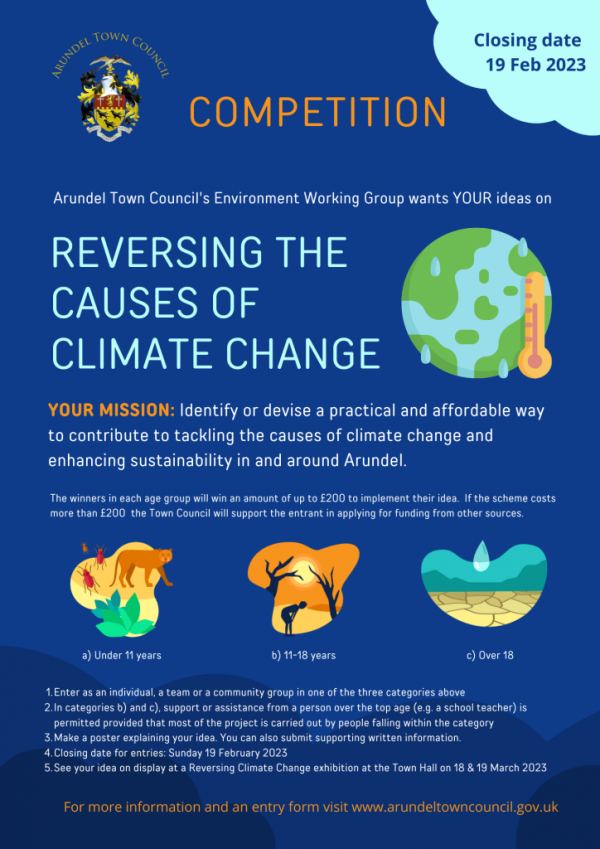 ARUNDEL TOWN COUNCIL
Closing date
19 Feb 2023
COMPETITION
Arundel Town Council's Environment Working Group wants YOUR ideas on
REVERSING THE
CAUSES OF
CLIMATE CHANGE
YOUR MISSION: Identify or devise a practical and affordable way
to contribute to tackling the causes of climate change and
enhancing sustainability in and around Arundel.
The winners in each age group will win an amount of up to £200 to implement their idea. If the scheme costs
more than £200 the Town Council will support the entrant in applying for funding from other sources.
a) Under 11 years
b) 11-18 years
c) Over 18
1. Enter as an individual, a team or a community group in one of the three categories above
2. In categories b) and c), support or assistance from a person over the top age (e.g. a school teacher) is
permitted provided that most of the project is carried out by people falling within the category
3. Make a poster explaining your idea. You can also submit supporting written information.
4. Closing date for entries: Sunday 19 February 2023
5. See your idea on display at a Reversing Climate Change exhibition at the Town Hall on 18 & 19 March 2023
For more information and an entry form visit www.arundeltowncouncil.gov.uk